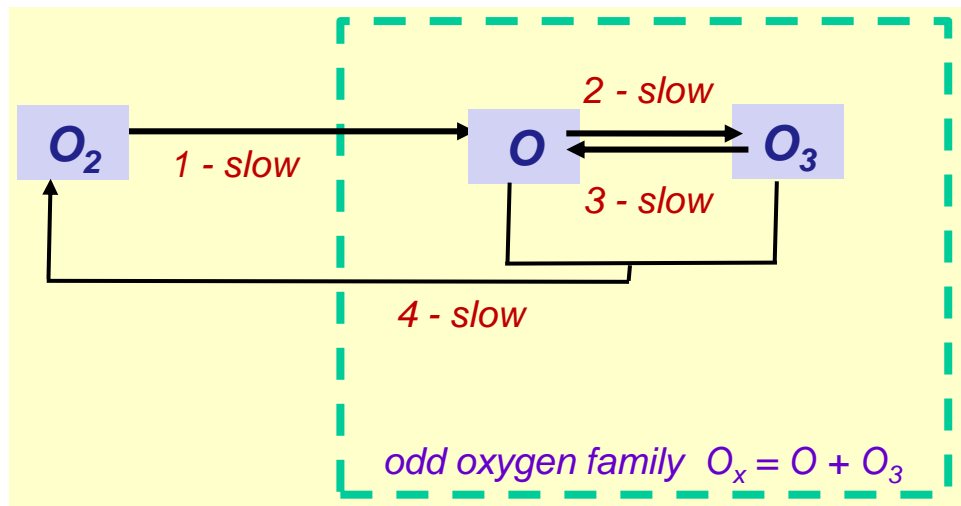 2 - slow
O₂
O
O₃
1 - slow
3 - slow
4 - slow
odd oxygen family Oₓ = O + O₃